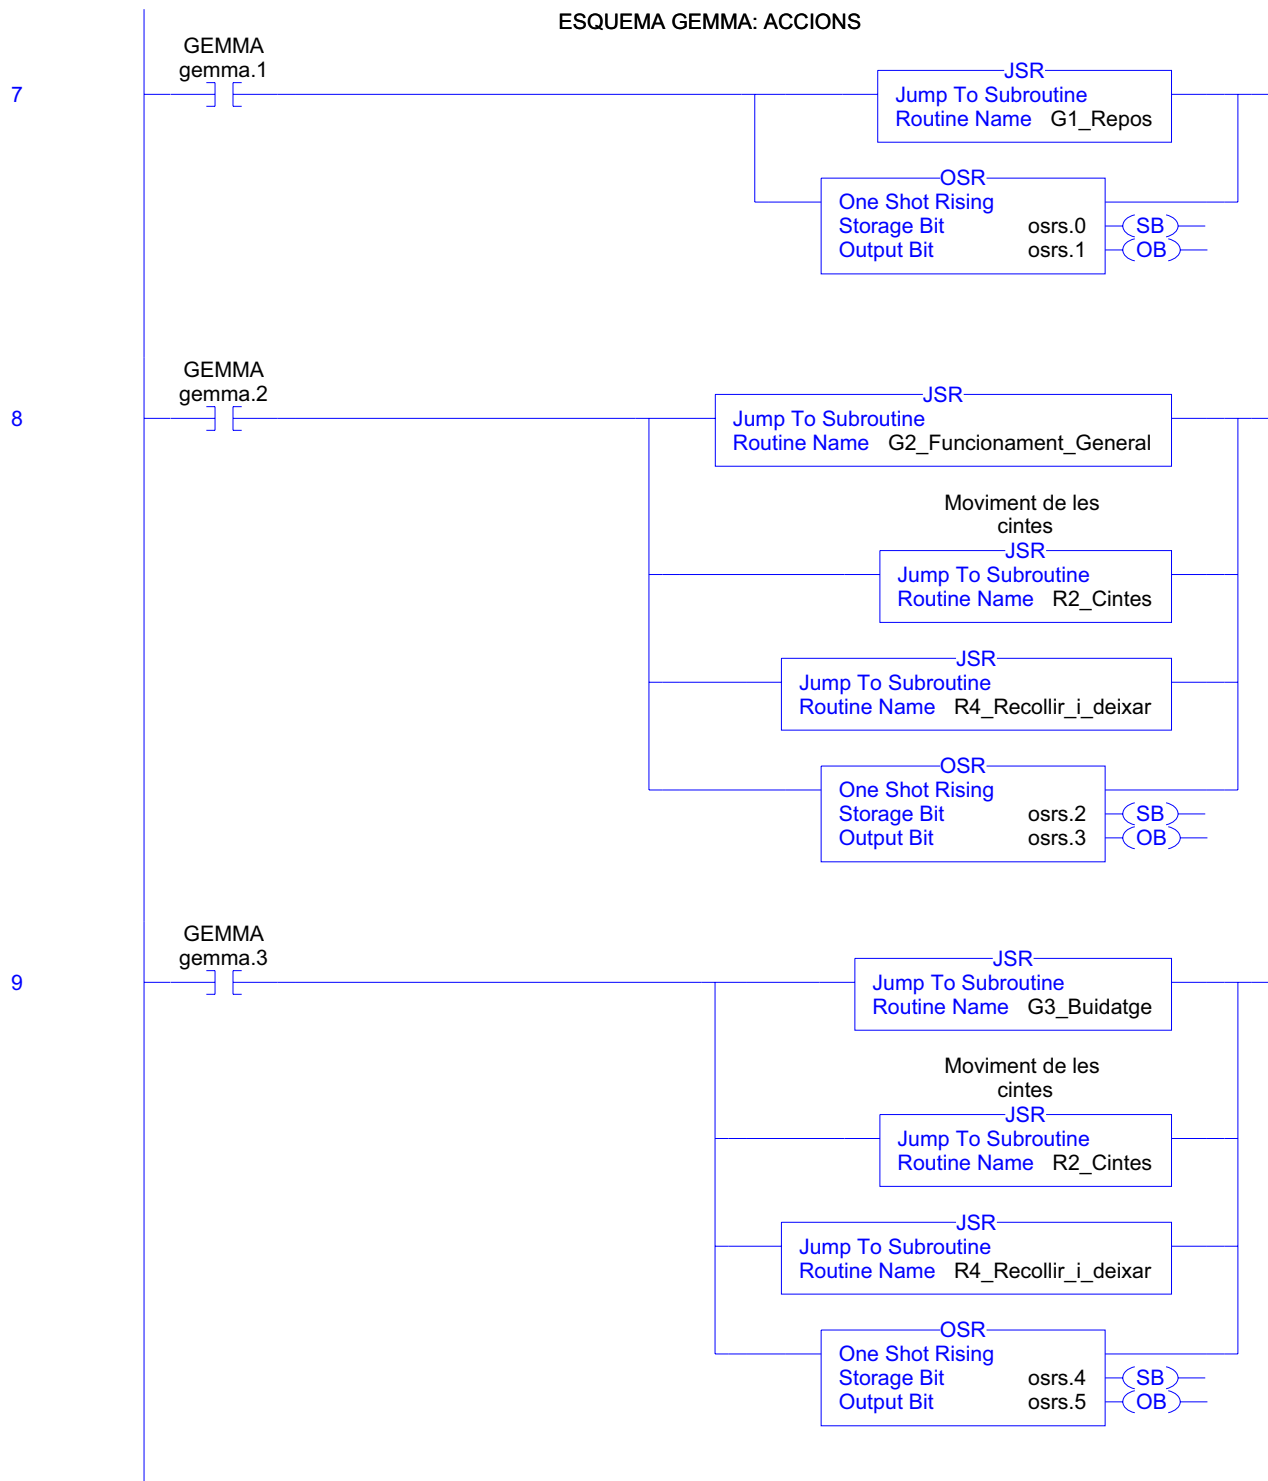 ESQUEMA GEMMA: ACCIONS
GEMMA
gemma.1
7
JSR
Jump To Subroutine
Routine Name G1_Repos
OSR
One Shot Rising
Storage Bit osrs.0 SB
Output Bit osrs.1 OB
GEMMA
gemma.2
8
JSR
Jump To Subroutine
Routine Name G2_Funcionament_General
Moviment de les
cintes
JSR
Jump To Subroutine
Routine Name R2_Cintes
JSR
Jump To Subroutine
Routine Name R4_Recollir_i_deixar
OSR
One Shot Rising
Storage Bit osrs.2 SB
Output Bit osrs.3 OB
GEMMA
gemma.3
9
JSR
Jump To Subroutine
Routine Name G3_Buidatge
Moviment de les
cintes
JSR
Jump To Subroutine
Routine Name R2_Cintes
JSR
Jump To Subroutine
Routine Name R4_Recollir_i_deixar
OSR
One Shot Rising
Storage Bit osrs.4 SB
Output Bit osrs.5 OB